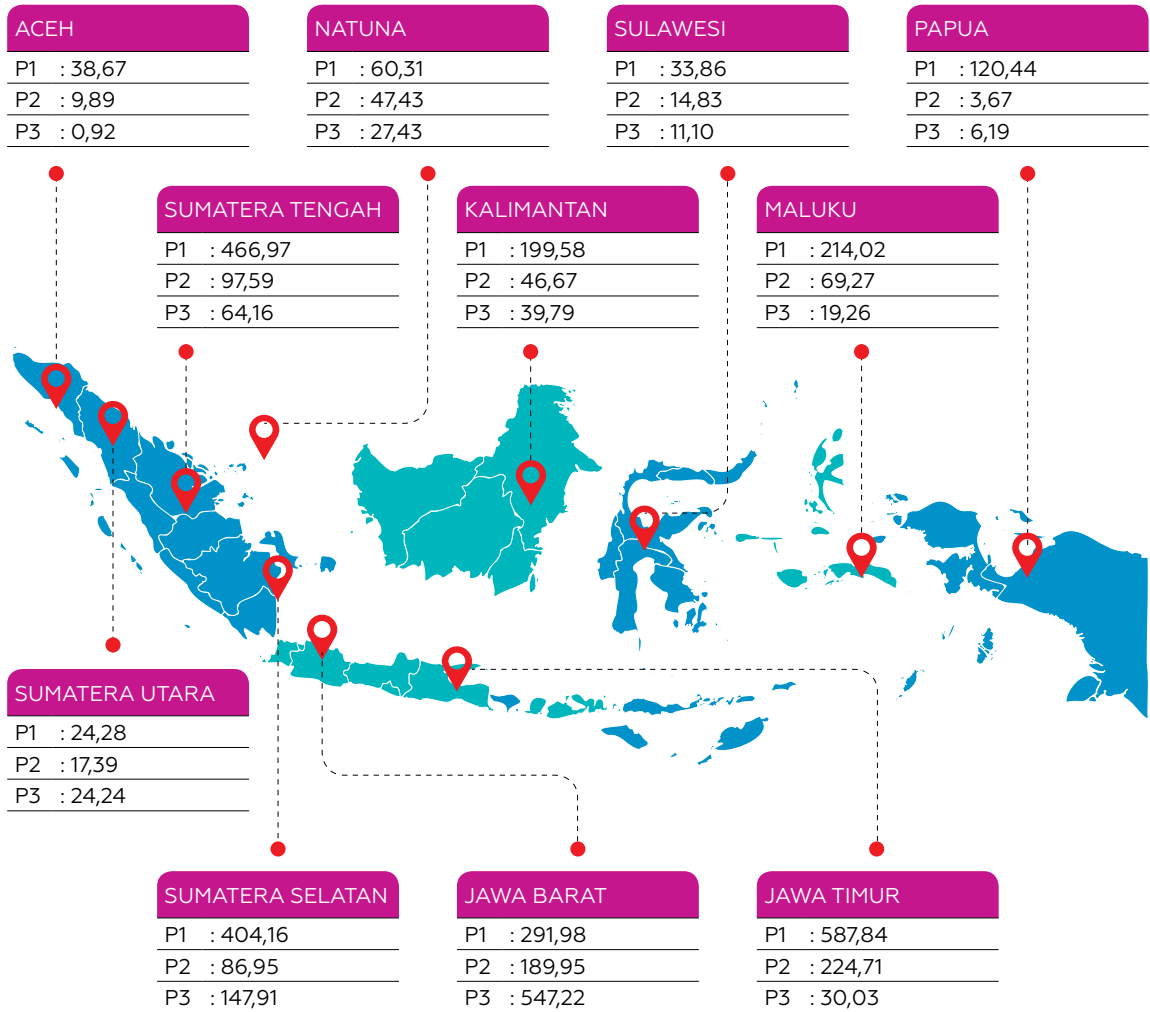 ACEH
P1 : 38,67
P2 : 9,89
P3 : 0,92
NATUNA
P1 : 60,31
P2 : 47,43
P3 : 27,43
SULAWESI
P1 : 33,86
P2 : 14,83
P3 : 11,10
PAPUA
P1 : 120,44
P2 : 3,67
P3 : 6,19
SUMATERA TENGAH
P1 : 466,97
P2 : 97,59
P3 : 64,16
KALIMANTAN
P1 : 199,58
P2 : 46,67
P3 : 39,79
MALUKU
P1 : 214,02
P2 : 69,27
P3 : 19,26
SUMATERA UTARA
P1 : 24,28
P2 : 17,39
P3 : 24,24
SUMATERA SELATAN
P1 : 404,16
P2 : 86,95
P3 : 147,91
JAWA BARAT
P1 : 291,98
P2 : 189,95
P3 : 547,22
JAWA TIMUR
P1 : 587,84
P2 : 224,71
P3 : 30,03